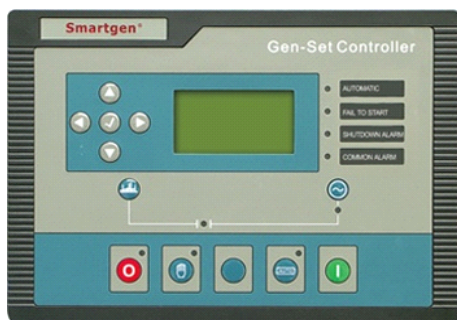 Smartgen®
Gen-Set Controller
AUTOMATIC
FAIL TO START
SHUTDOWN ALARM
COMMON ALARM